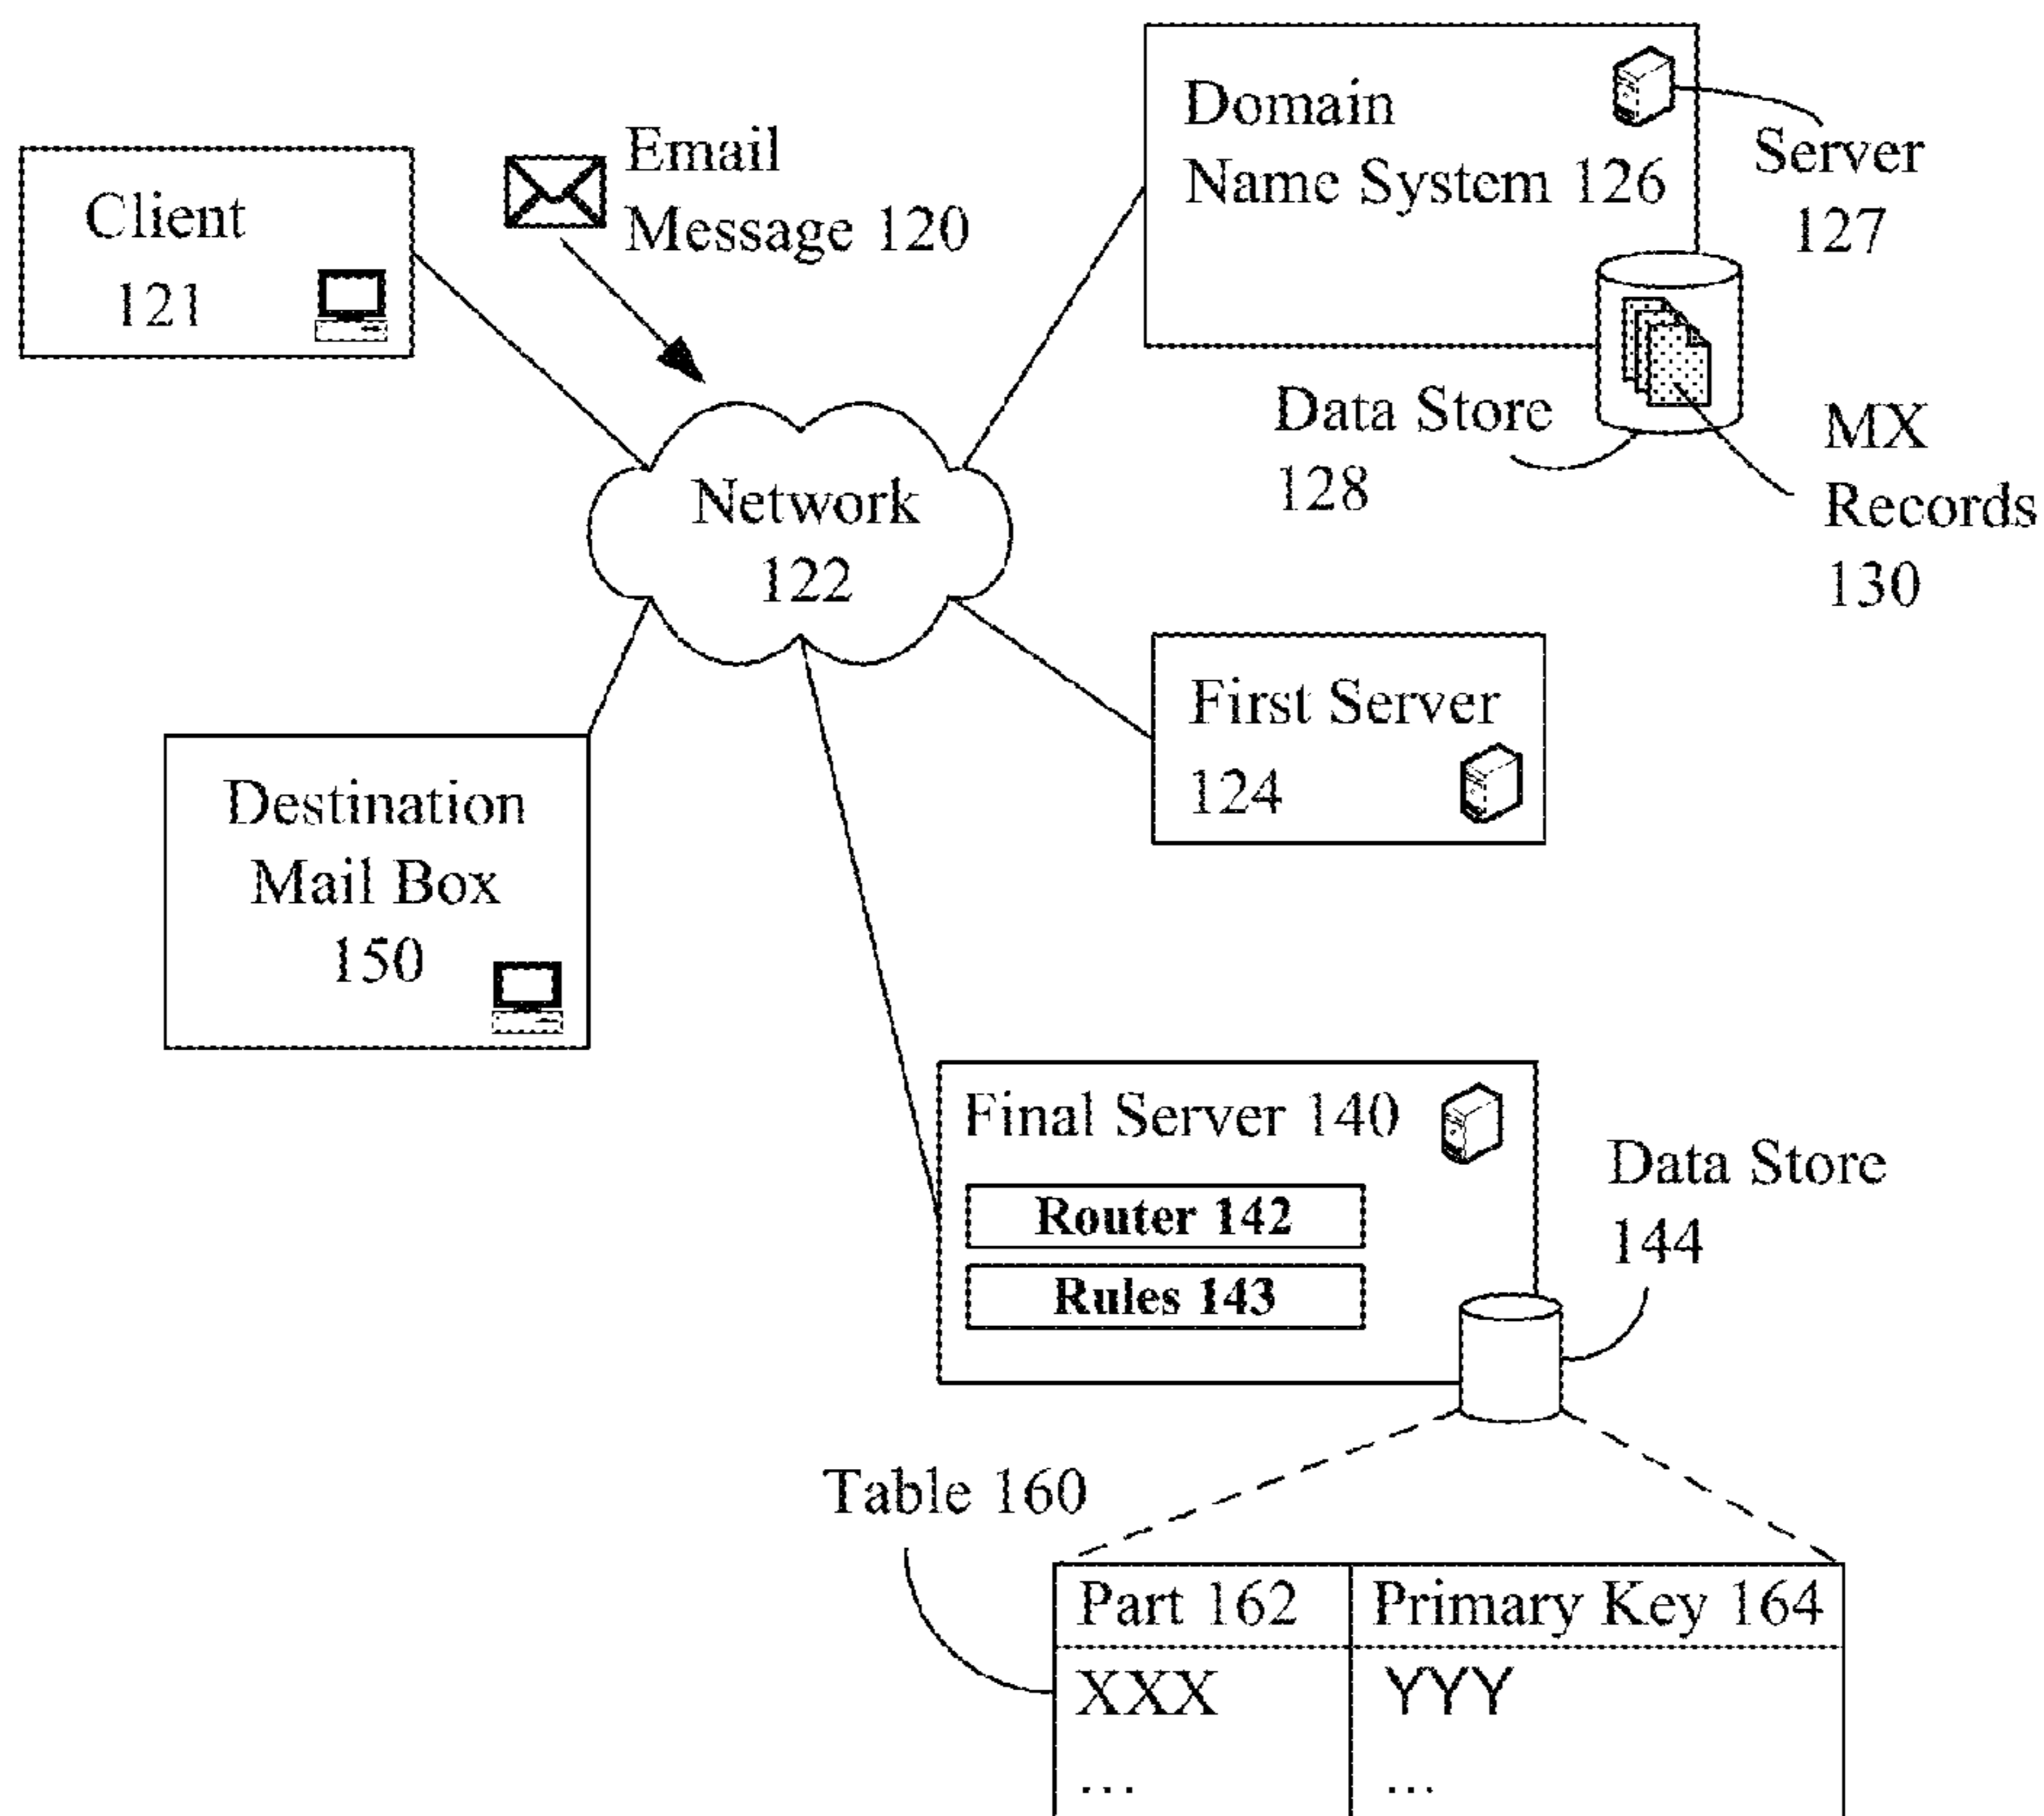 Client
121
Email
Message 120
Domain
Name System 126
Server
127
Data Store
128
MX
Records
130
Network
122
First Server
124
Destination
Mail Box
150
Final Server 140
Router 142
Rules 143
Data Store
144
Table 160
Part 162 Primary Key 164
XXX YYY
... ...